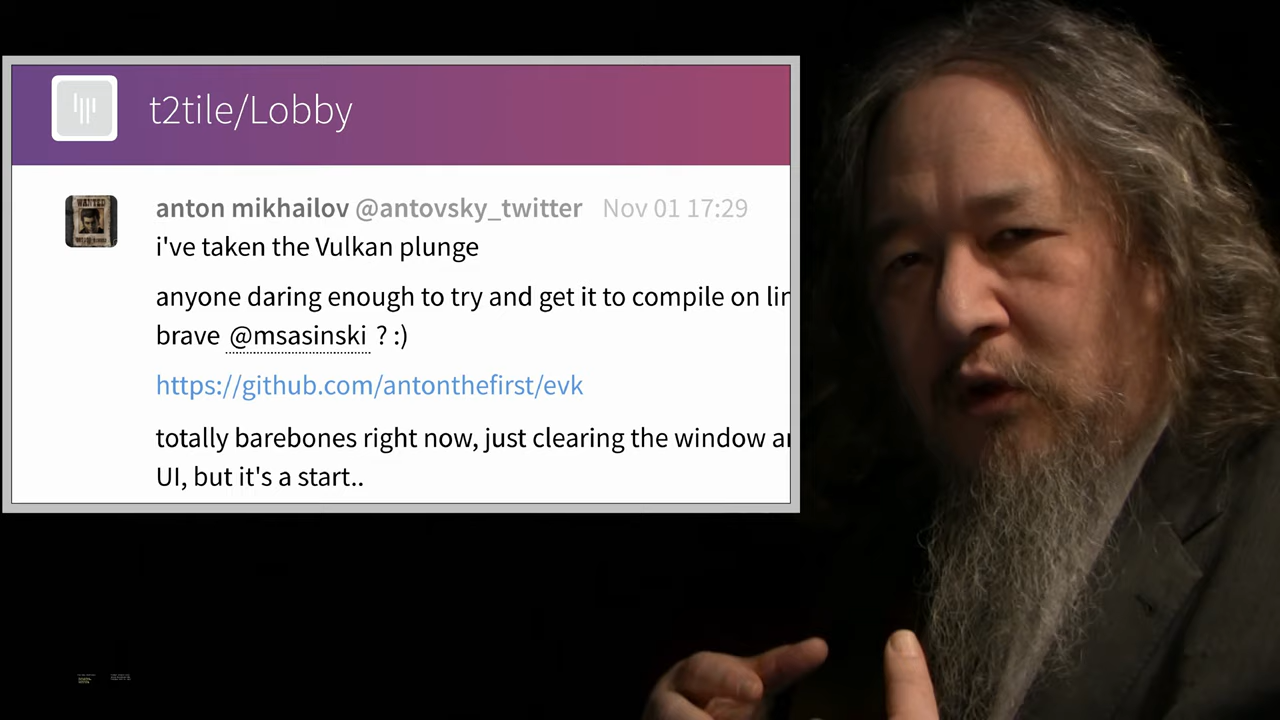 t2tile/Lobby
WANTED
anton mikhailov @antovsky_twitter Nov 01 17:29
i've taken the Vulkan plunge
anyone daring enough to try and get it to compile on
brave @msasinski ? :)
https://github.com/antonthefirst/evk
totally barebones right now, just clearing the window
UI, but it's a start..